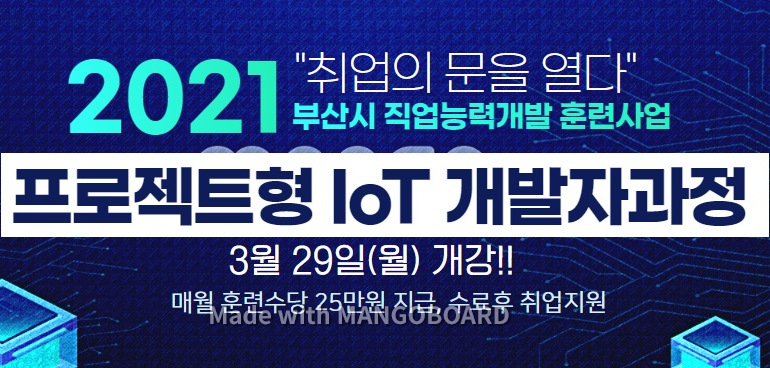 2021
"취업의 문을 열다"
부산시 직업능력개발 훈련사업
프로젝트형 IoT 개발자과정
3월 29일(월) 개강!!
매월 훈련수당 25만원 지급, 수료후 취업지원
Made with MANGOBOARD